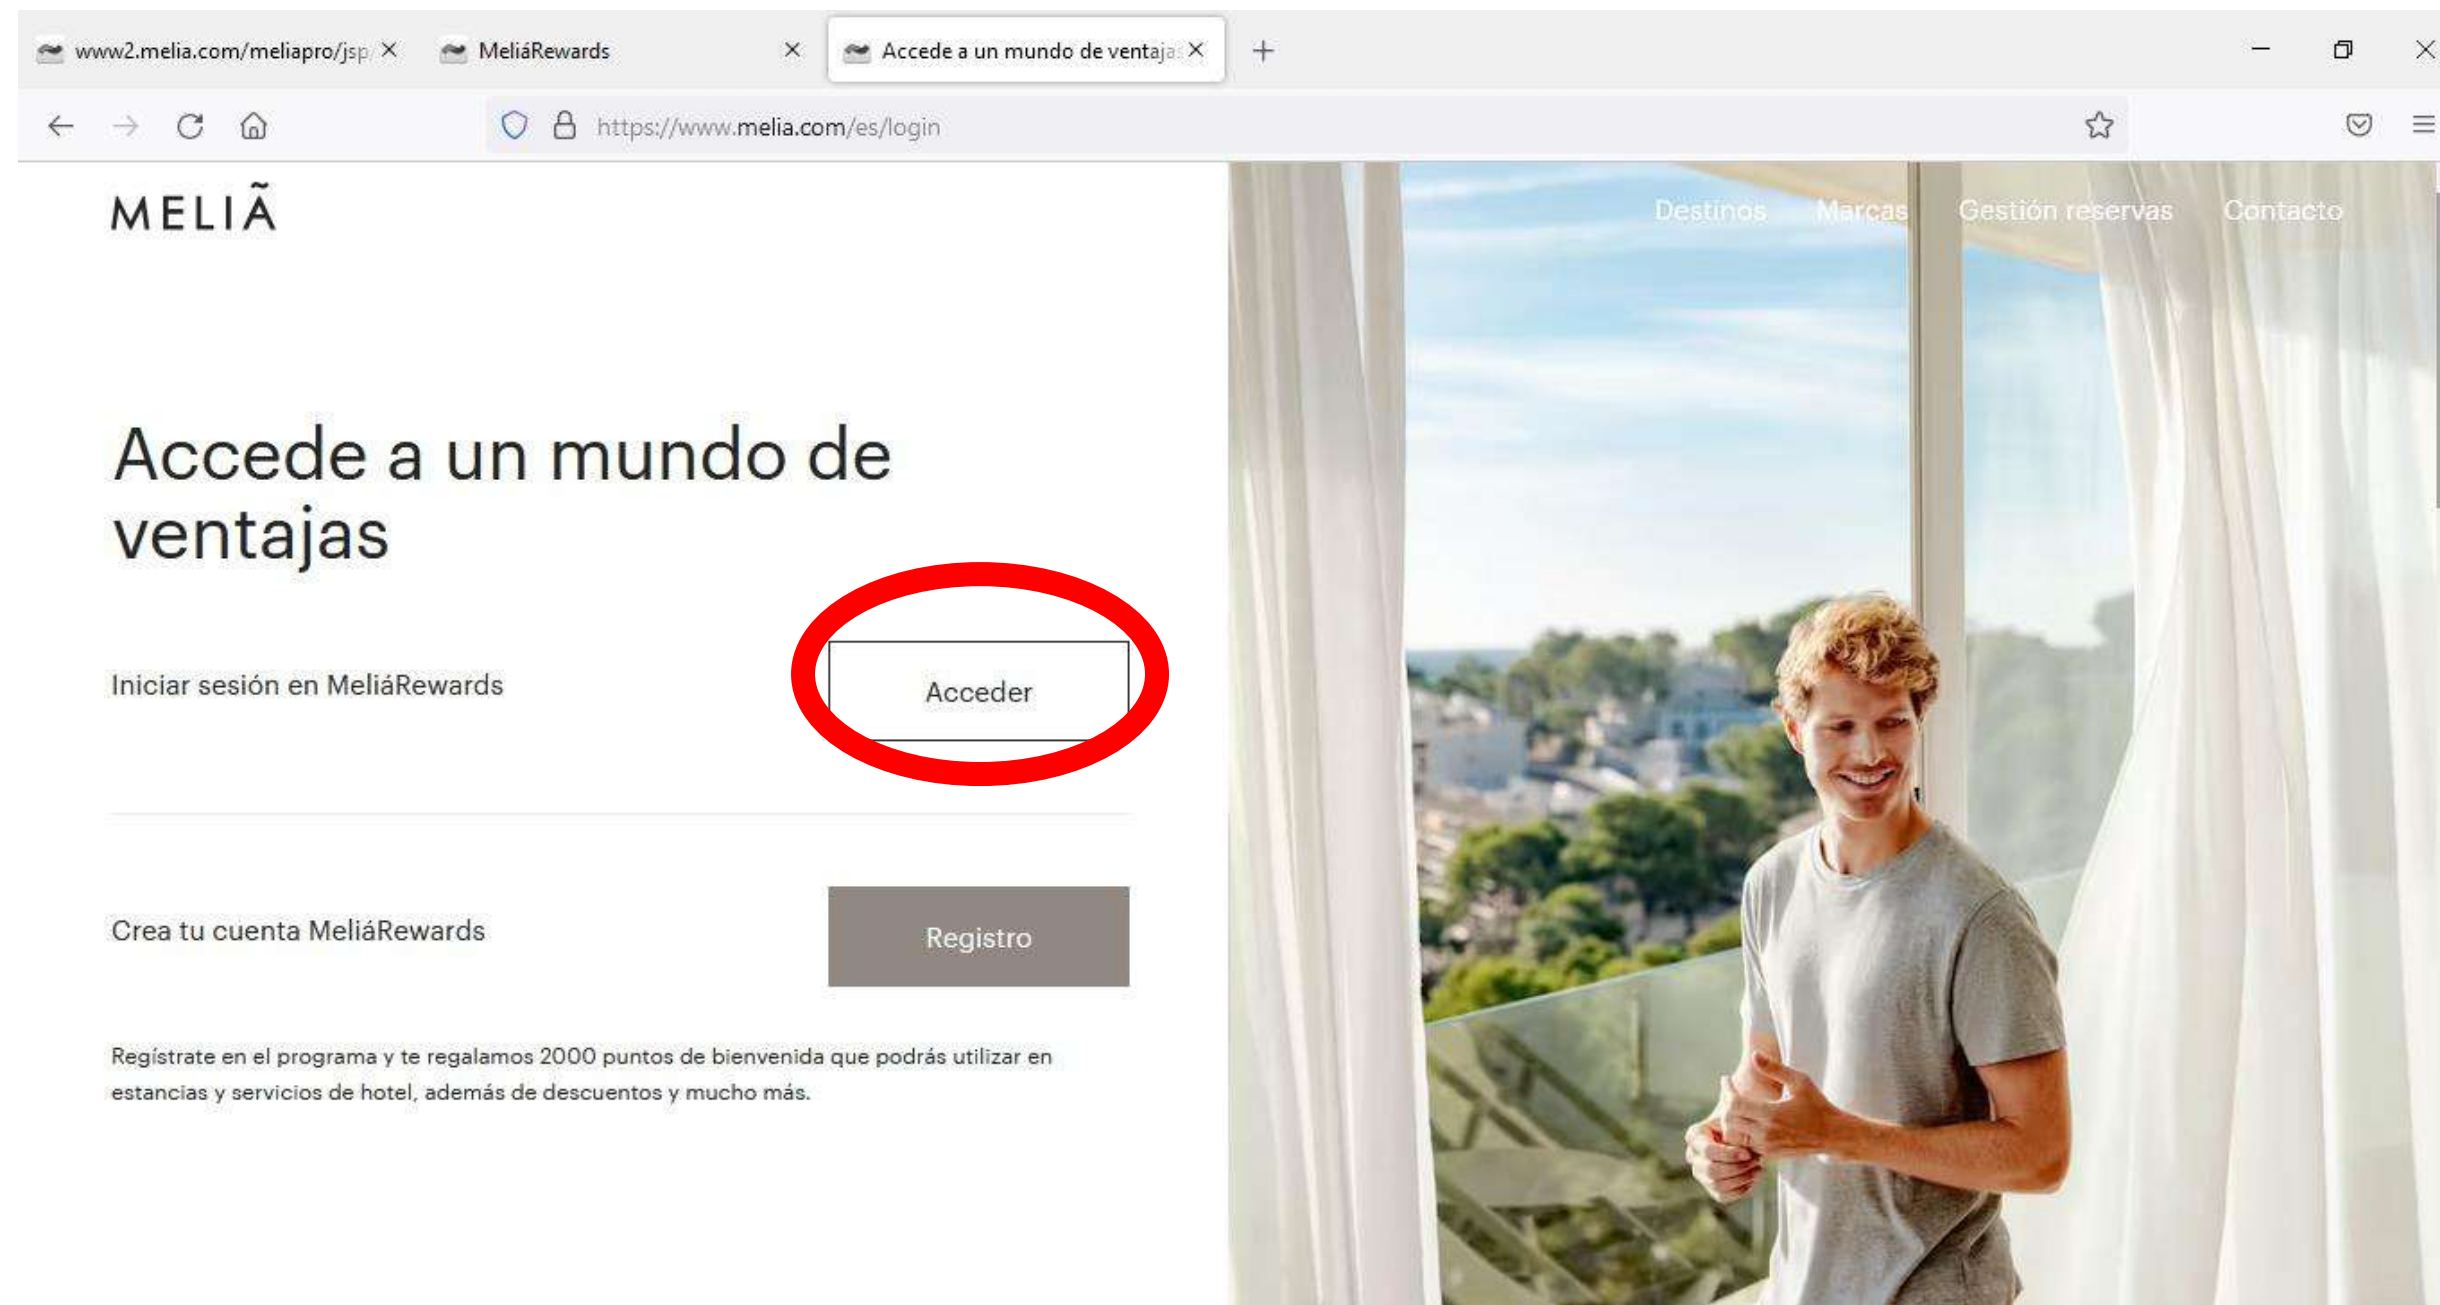 www2.melia.com/meliapro/jsp
MeliáRewards
Accede a un mundo de ventajas
https://www.melia.com/es/login
MELIÃ
Destinos Marcas Gestión reservas Contacto
Accede a un mundo de
ventajas
Iniciar sesión en MeliáRewards
Acceder
Crea tu cuenta MeliáRewards
Registro
Regístrate en el programa y te regalamos 2000 puntos de bienvenida que podrás utilizar en
estancias y servicios de hotel, además de descuentos y mucho más.